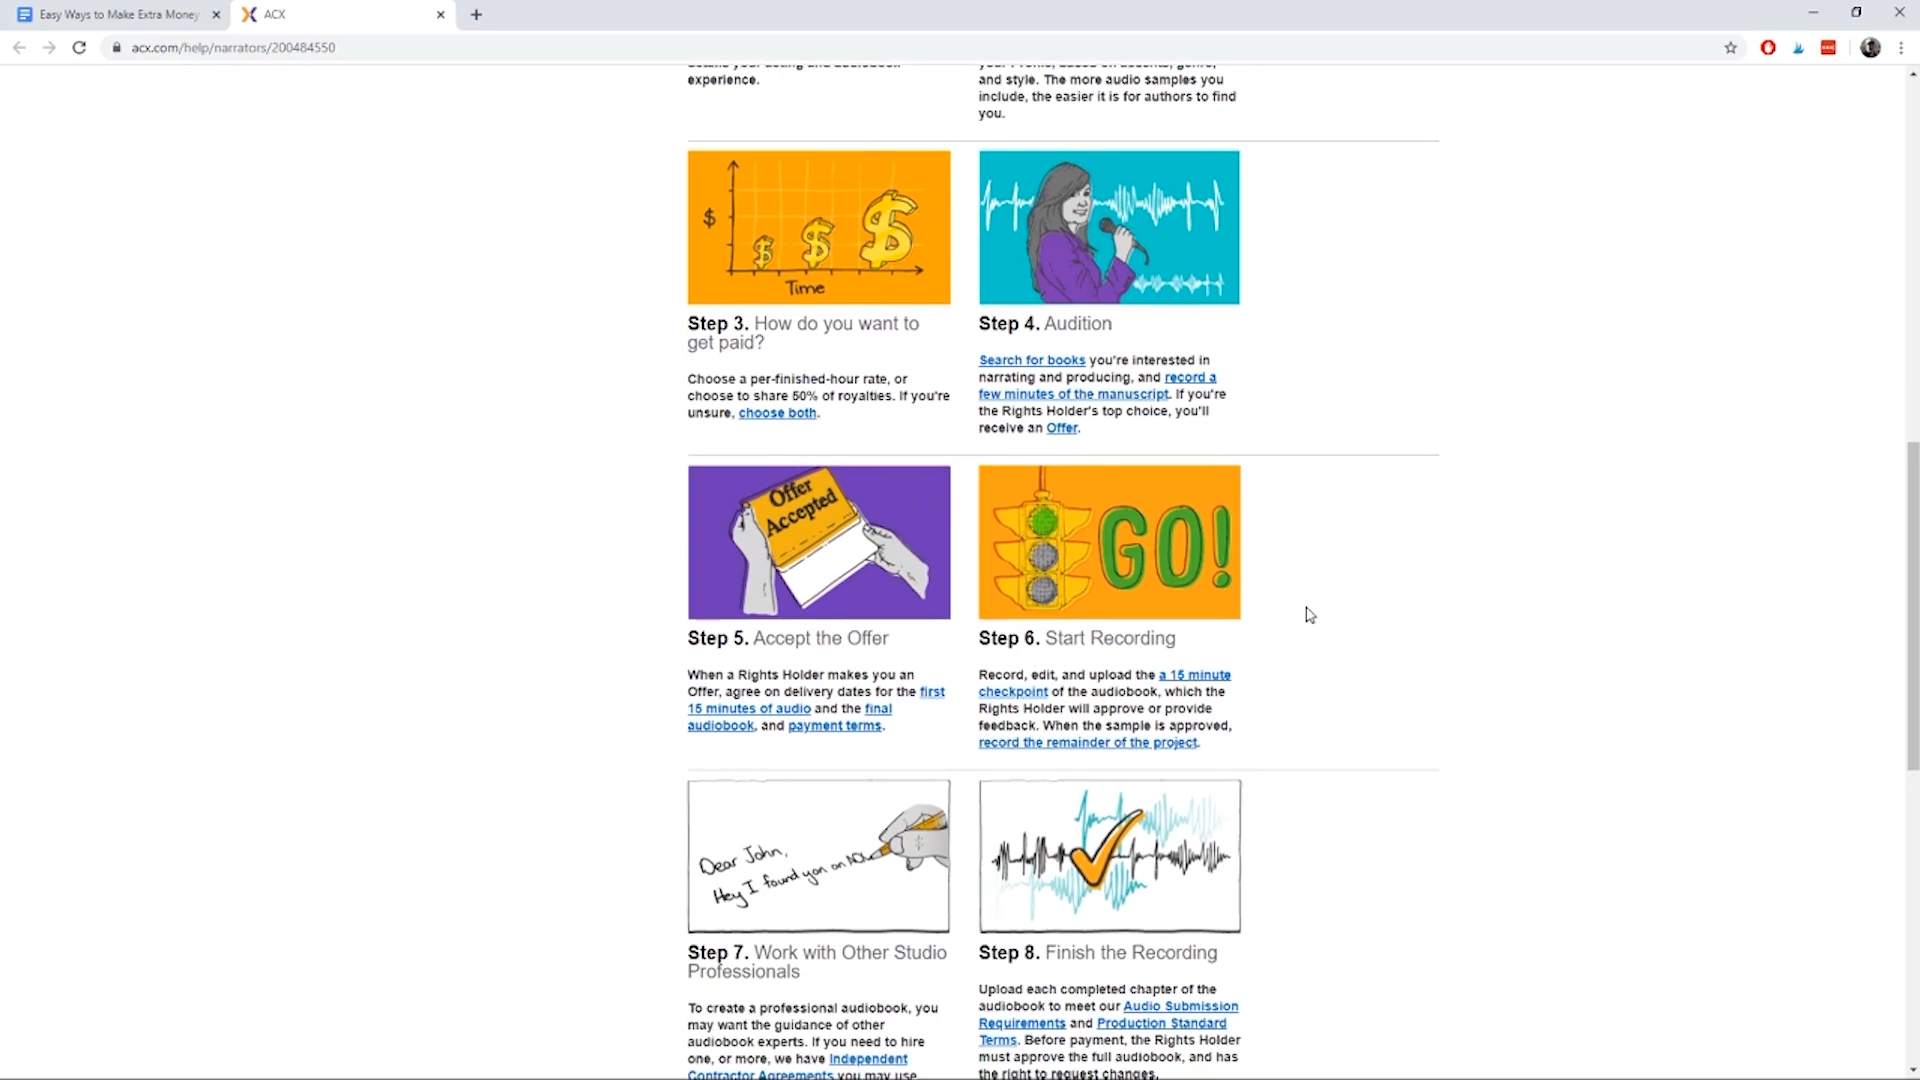 Easy Ways to Make Extra Money
ACX
acx.com/help/narrators/200484550
experience.
and style. The more audio samples you
include, the easier it is for authors to find
you.
$
$ $ $
Time
Step 3. How do you want to
get paid?
Choose a per-finished-hour rate, or
choose to share 50% of royalties. If you're
unsure, choose both.
Step 4. Audition
Search for books you're interested in
narrating and producing, and record a
few minutes of the manuscript. If you're
the Rights Holder's top choice, you'll
receive an Offer.
Offer
Accepted
Step 5. Accept the Offer
When a Rights Holder makes you an
Offer, agree on delivery dates for the first
15 minutes of audio and the final
audiobook, and payment terms.
GO!
Step 6. Start Recording
Record, edit, and upload the a 15 minute
checkpoint of the audiobook, which the
Rights Holder will approve or provide
feedback. When the sample is approved,
record the remainder of the project.
Dear John,
Hey I found you on
Step 7. Work with Other Studio
Professionals
To create a professional audiobook, you
may want the guidance of other
audiobook experts. If you need to hire
one, or more, we have Independent
Contractor Agreements you may use
Step 8. Finish the Recording
Upload each completed chapter of the
audiobook to meet our Audio Submission
Requirements and Production Standard
Terms. Before payment, the Rights Holder
must approve the full audiobook, and has
the right to request changes.